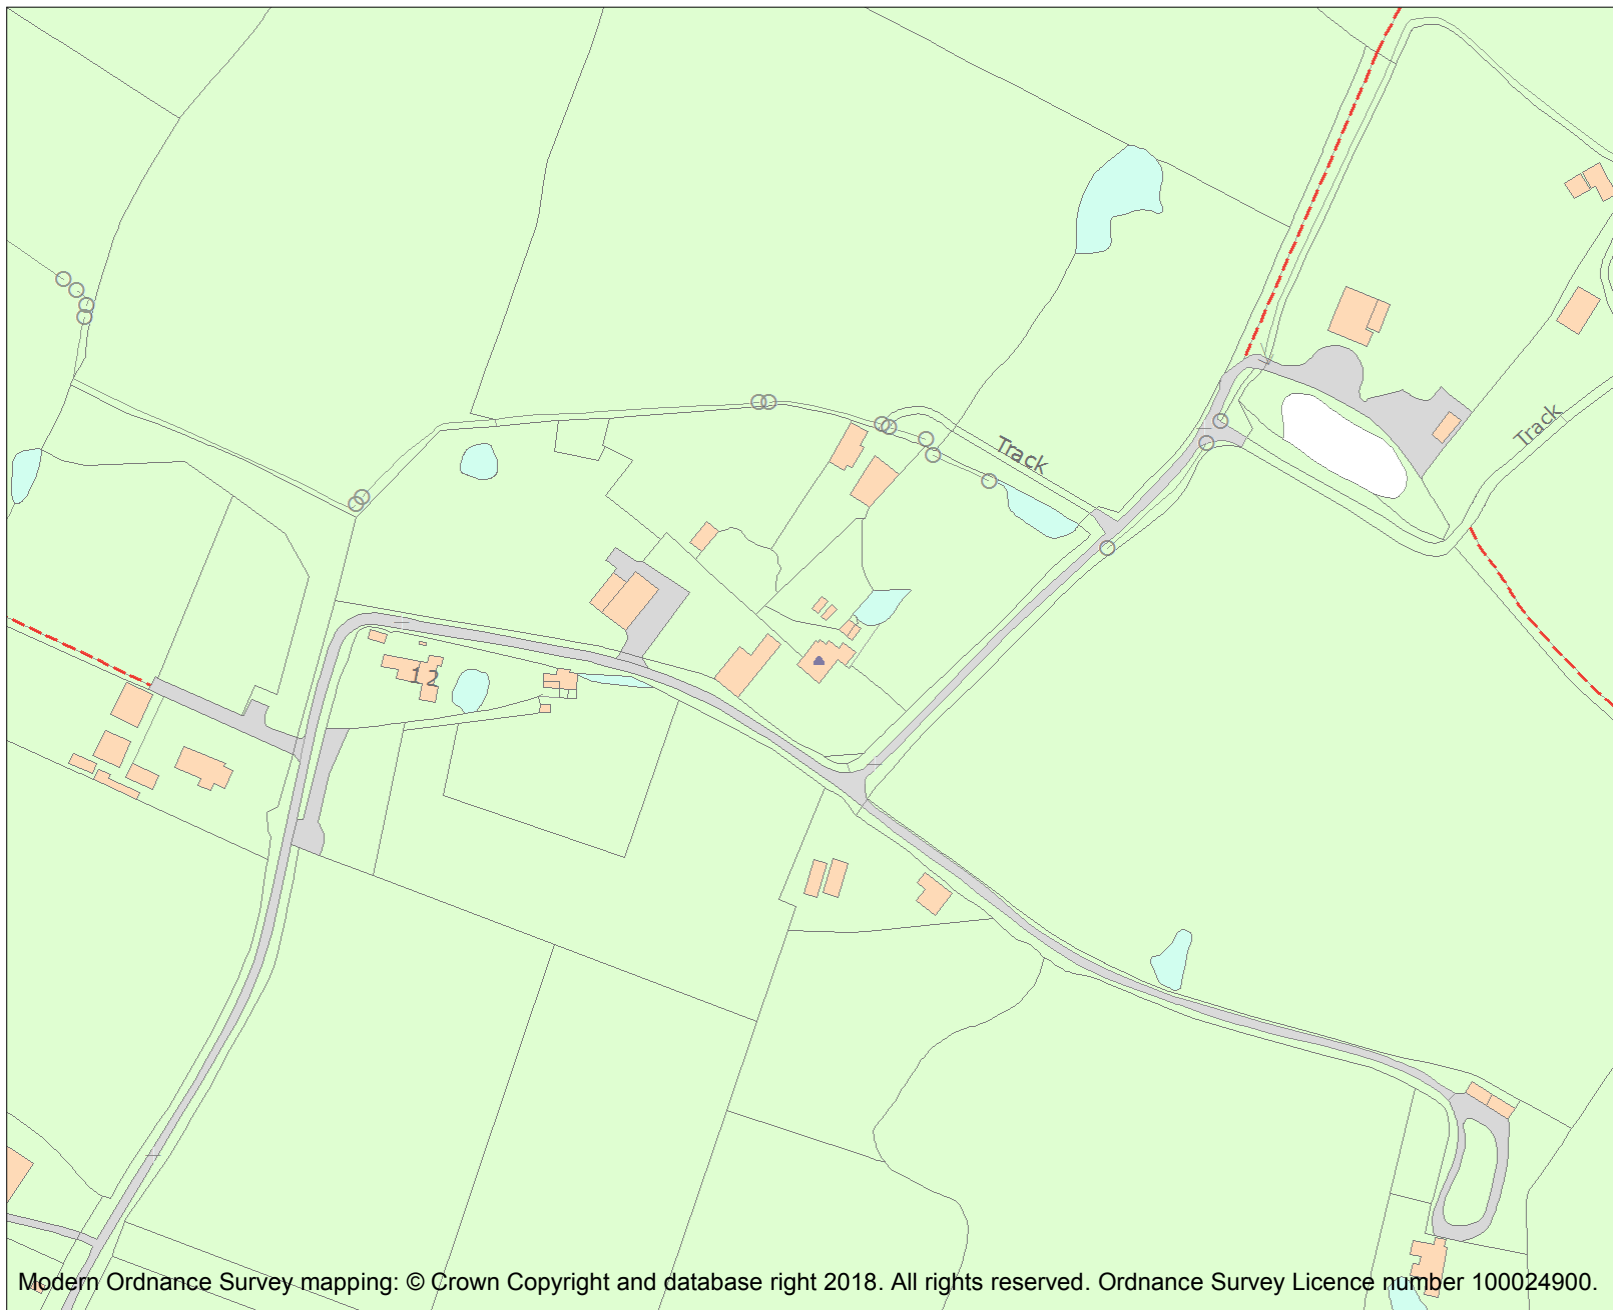 Track
Track
12
Modern Ordnance Survey mapping: © Crown Copyright and database right 2018. All rights reserved. Ordnance Survey Licence number 100024900.